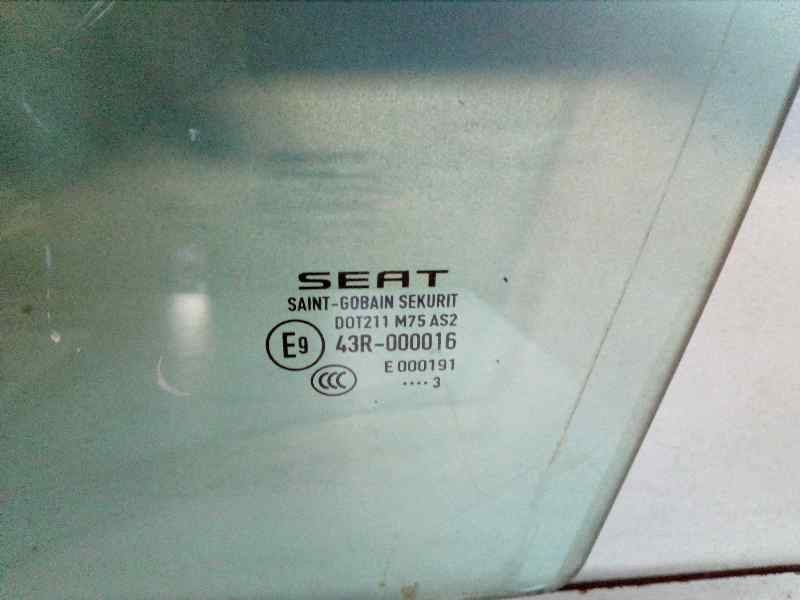 SEAT
SAINT-GOBAIN SEKURIT
DOT211 M75 AS2
E9 43R-000016
E 000191
CCC
.... 3